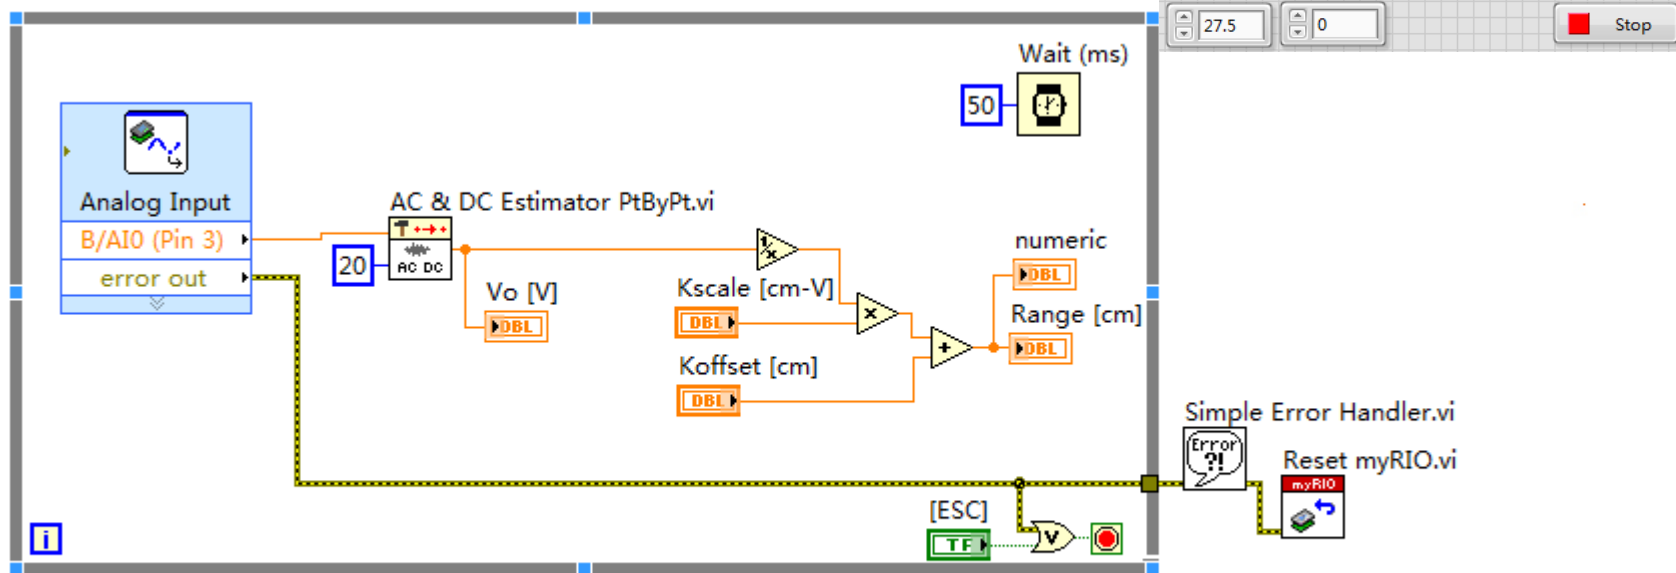 27.5
0
Stop
Wait (ms)
50
Analog Input
B/AI0 (Pin 3)
error out
AC & DC Estimator PtByPt.vi
AC DC
20
Vo [V]
DBL
1/x
Kscale [cm-V]
DBL
x
Koffset [cm]
DBL
+
numeric
DBL
Range [cm]
DBL
Simple Error Handler.vi
Error
?!
Reset myRIO.vi
myRIO
[ESC]
TF
V
i